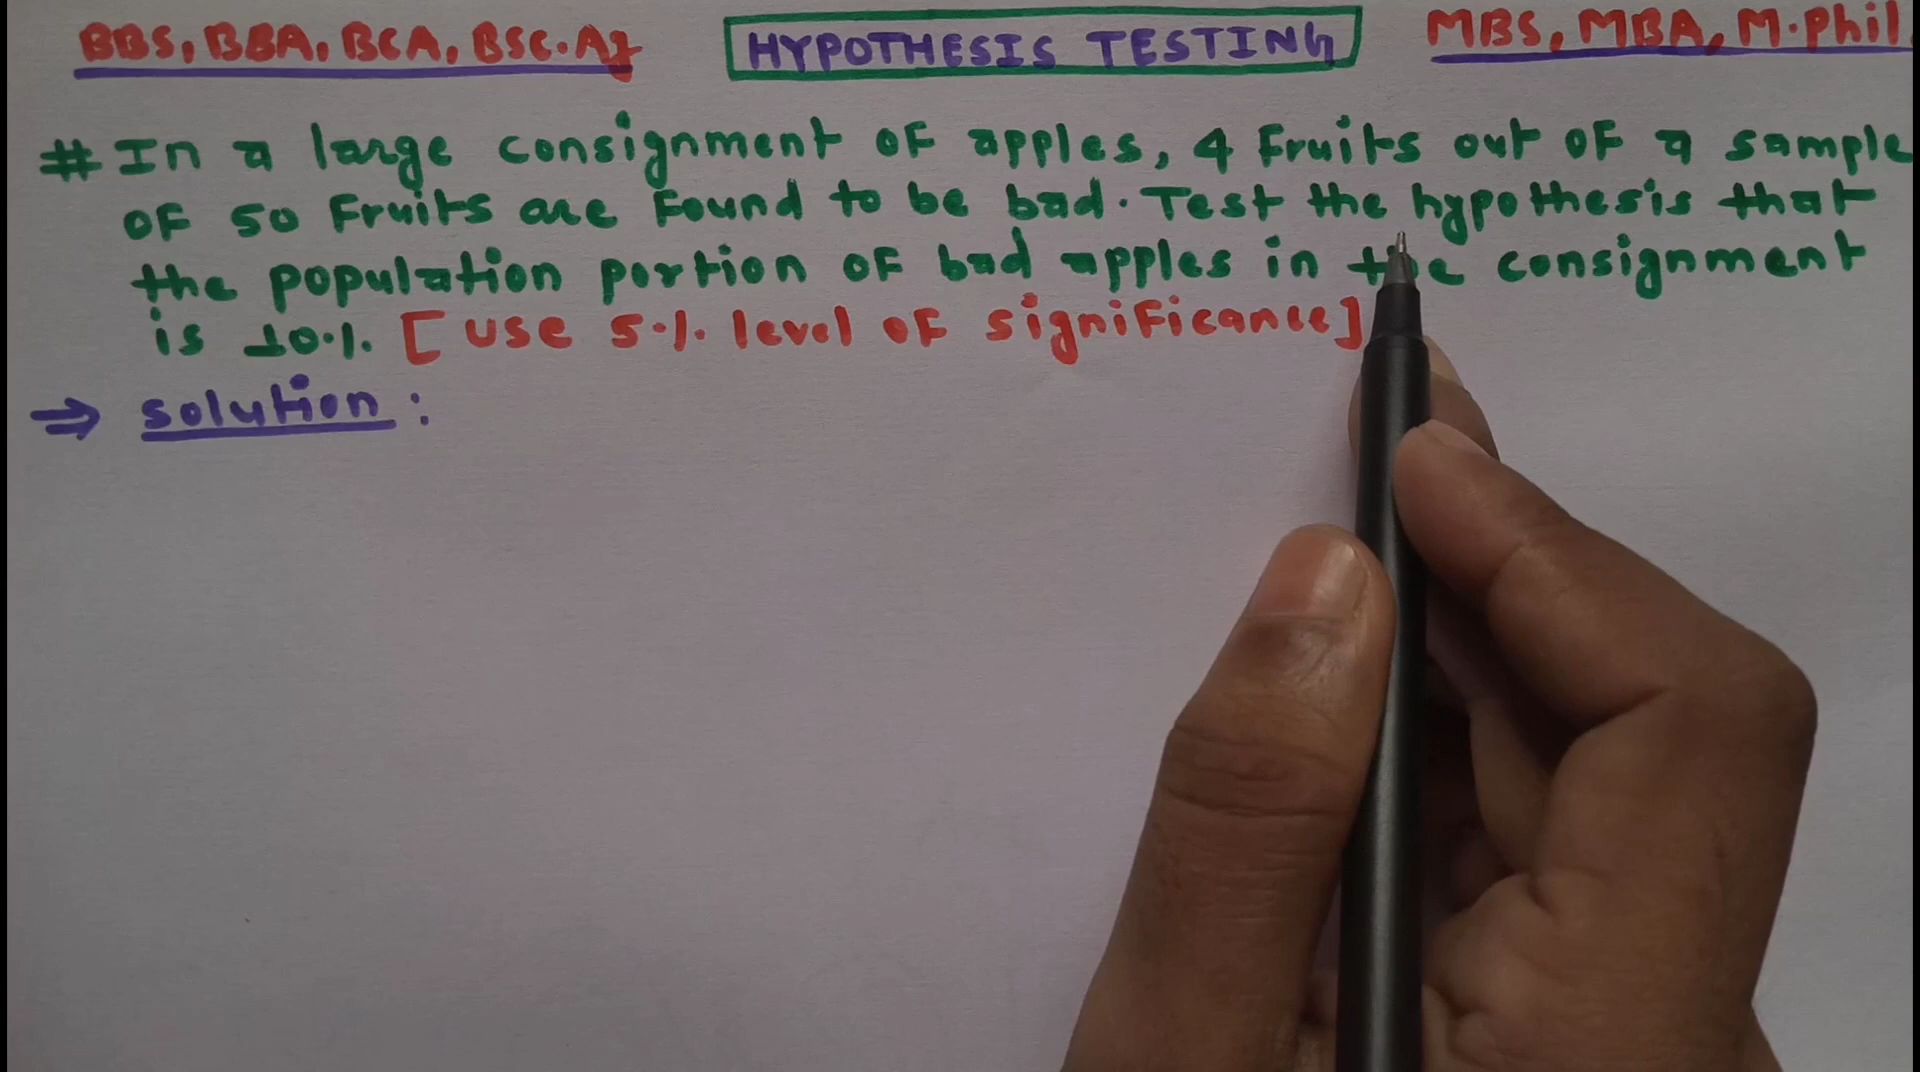 BBS, BBA, BCA, BSC.Ag
HYPOTHESIS TESTING
MBS, MBA, M.Phil.
# In a large consignment of apples, 4 fruits out of a sample
of 50 fruits are found to be bad. Test the hypothesis that
the population portion of bad apples in the consignment
is 10%. [Use 5% level of significance]
⇒ solution: